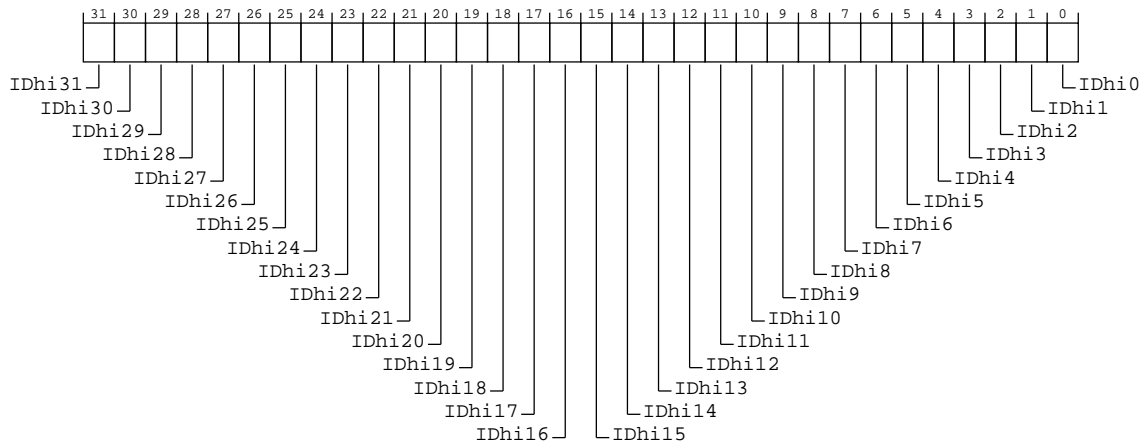 31 30 29 28 27 26 25 24 23 22 21 20 19 18 17 16 15 14 13 12 11 10 9 8 7 6 5 4 3 2 1 0
IDhi31 IDhi0
IDhi30 IDhi1
IDhi29 IDhi2
IDhi28 IDhi3
IDhi27 IDhi4
IDhi26 IDhi5
IDhi25 IDhi6
IDhi24 IDhi7
IDhi23 IDhi8
IDhi22 IDhi9
IDhi21 IDhi10
IDhi20 IDhi11
IDhi19 IDhi12
IDhi18 IDhi13
IDhi17 IDhi14
IDhi16 IDhi15